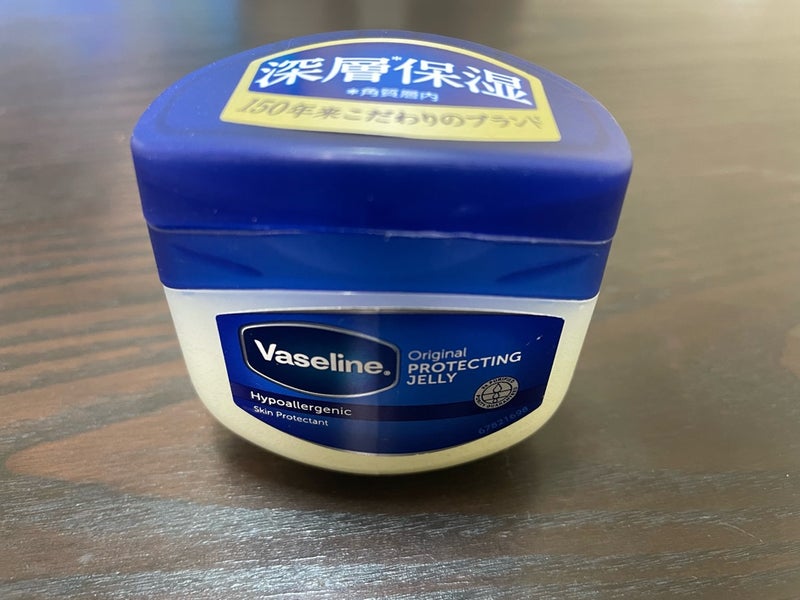 深層*保湿
*角質層内
150年来こだわりのブランド
Vaseline®
Original
PROTECTING
JELLY
Hypoallergenic
Skin Protectant
67821698